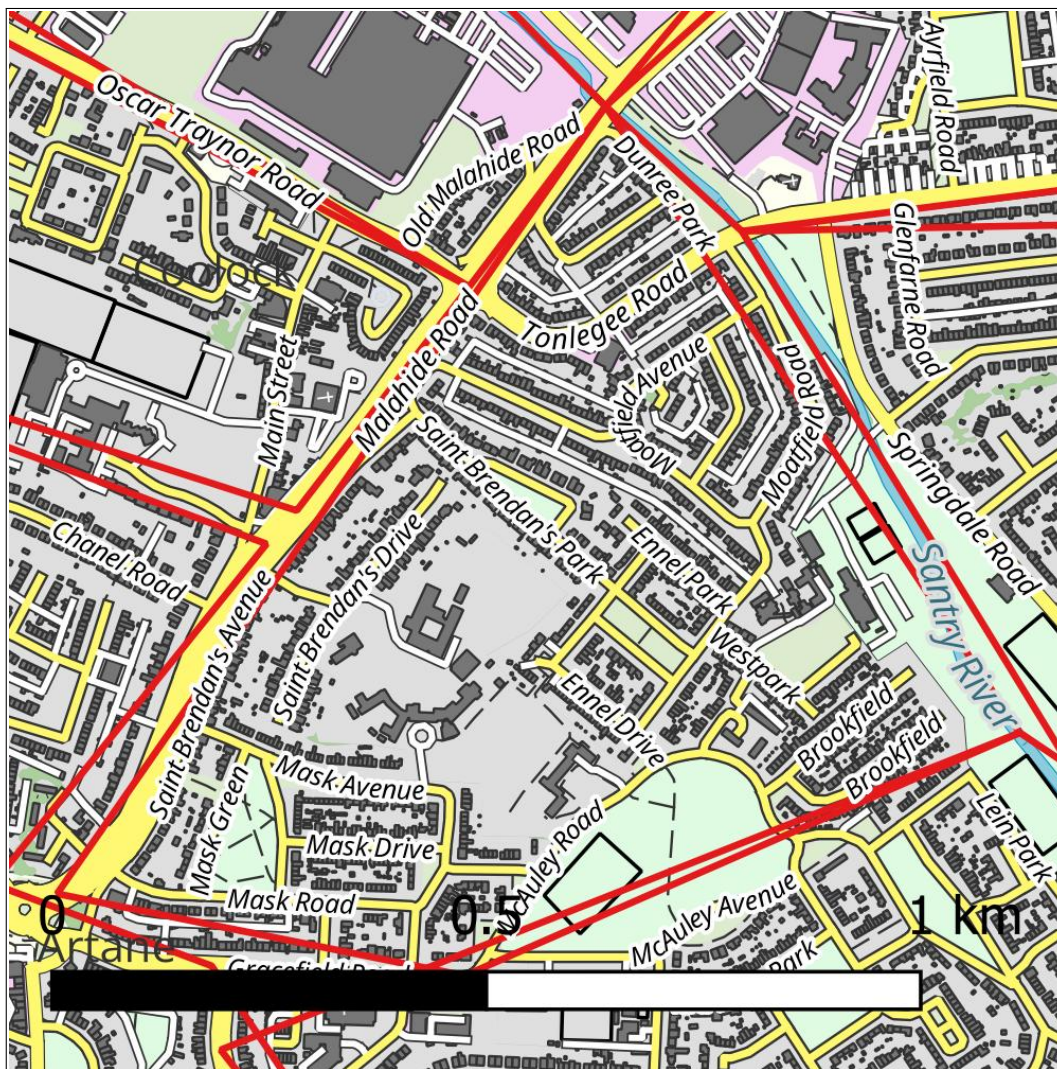 Ayrfield Road
Oscar Traynor Road
Old Malahide Road
Dunree Park
Glenfarne Road
Coolock
Tonlegee Road
Malahide Road
Main Street
Moatfield Avenue
Moatfield Road
Saint Brendan's Park
Springdale Road
Chanel Road
Saint Brendan's Drive
Ennel Park
Santry River
Saint Brendan's Avenue
Westpark
Ennel Drive
Brookfield
Brookfield
Mask Avenue
Mask Green
Mask Drive
McAuley Road
Lein Park
Mask Road
McAuley Avenue
0
0.5
1 km
Artane
Gracefield Road
Park